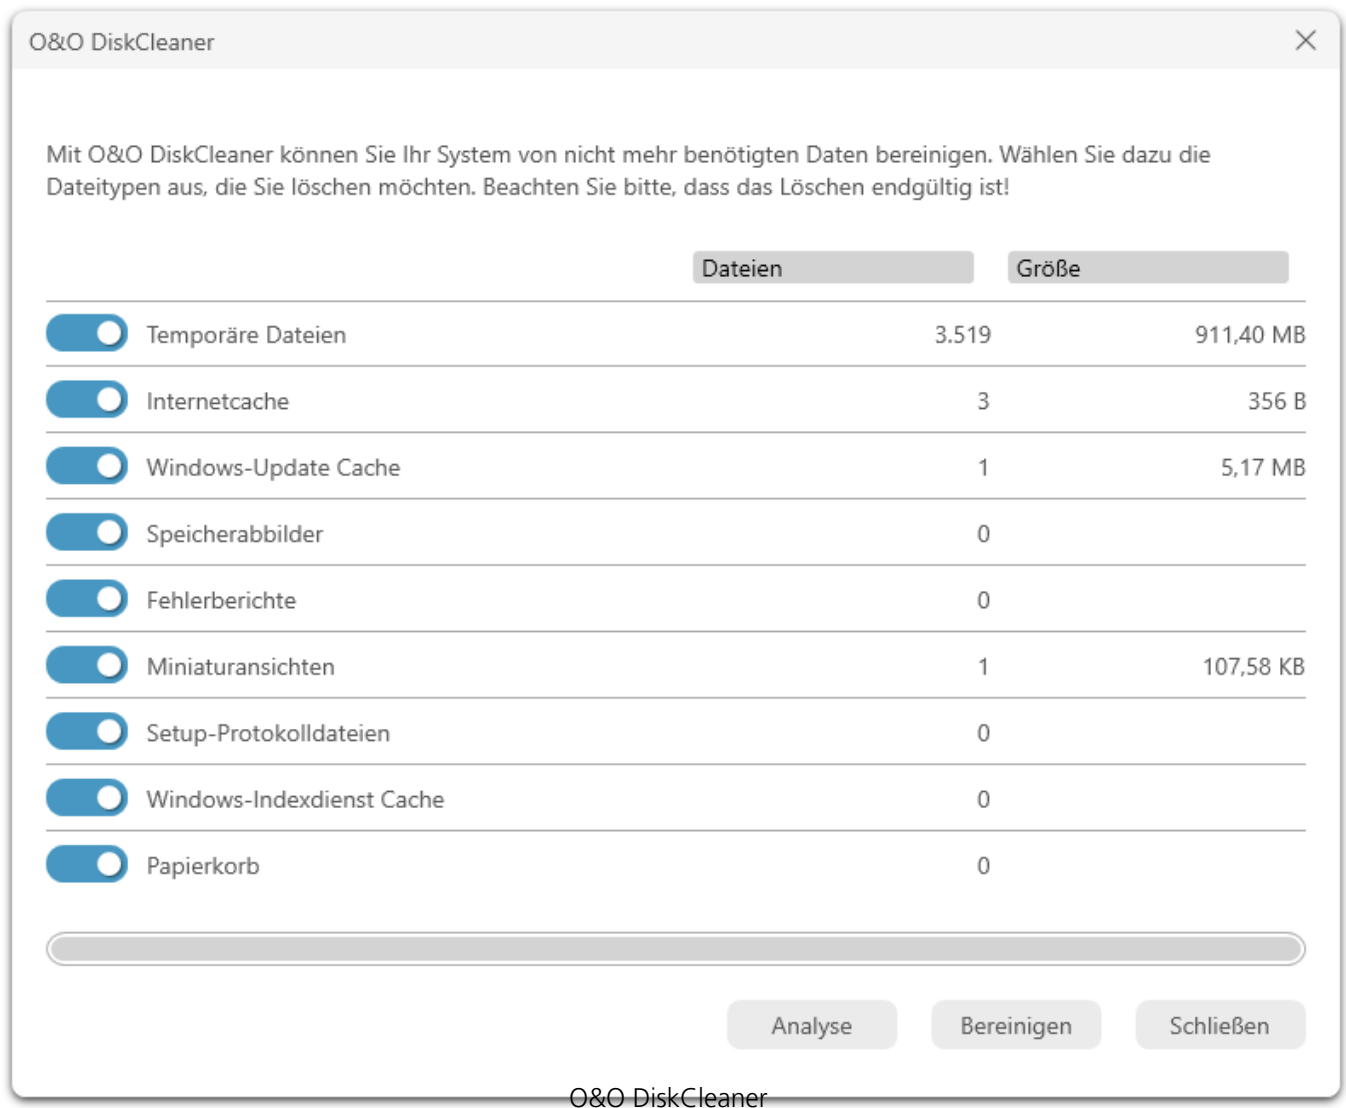 O&O DiskCleaner
Mit O&O DiskCleaner können Sie Ihr System von nicht mehr benötigten Daten bereinigen. Wählen Sie dazu die
Dateitypen aus, die Sie löschen möchten. Beachten Sie bitte, dass das Löschen endgültig ist!
Dateien Größe
Temporäre Dateien 3.519 911,40 MB
Internetcache 3 356 B
Windows-Update Cache 1 5,17 MB
Speicherabbilder 0
Fehlerberichte 0
Miniaturansichten 1 107,58 KB
Setup-Protokolldateien 0
Windows-Indexdienst Cache 0
Papierkorb 0
Analyse Bereinigen Schließen
O&O DiskCleaner